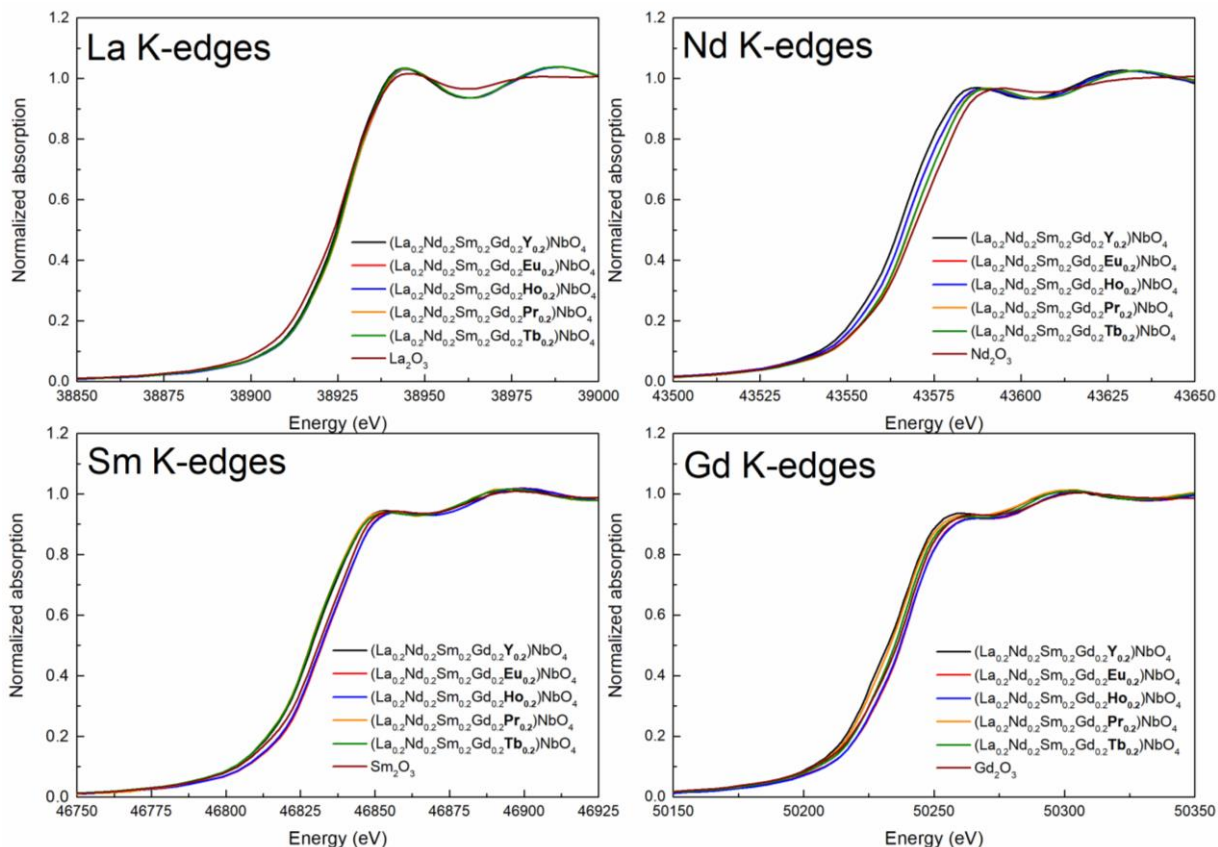 La K-edges
Normalized absorption
1.2
1.0
0.8
0.6
0.4
0.2
0.0
(La0.2Nd0.2Sm0.2Gd0.2Y0.2)NbO4
(La0.2Nd0.2Sm0.2Gd0.2Eu0.2)NbO4
(La0.2Nd0.2Sm0.2Gd0.2Ho0.2)NbO4
(La0.2Nd0.2Sm0.2Gd0.2Pr0.2)NbO4
(La0.2Nd0.2Sm0.2Gd0.2Tb0.2)NbO4
La2O3
38850 38875 38900 38925 38950 38975 39000
Energy (eV)
Nd K-edges
Normalized absorption
1.2
1.0
0.8
0.6
0.4
0.2
0.0
(La0.2Nd0.2Sm0.2Gd0.2Y0.2)NbO4
(La0.2Nd0.2Sm0.2Gd0.2Eu0.2)NbO4
(La0.2Nd0.2Sm0.2Gd0.2Ho0.2)NbO4
(La0.2Nd0.2Sm0.2Gd0.2Pr0.2)NbO4
(La0.2Nd0.2Sm0.2Gd0.2Tb0.2)NbO4
Nd2O3
43500 43525 43550 43575 43600 43625 43650
Energy (eV)
Sm K-edges
Normalized absorption
1.2
1.0
0.8
0.6
0.4
0.2
0.0
(La0.2Nd0.2Sm0.2Gd0.2Y0.2)NbO4
(La0.2Nd0.2Sm0.2Gd0.2Eu0.2)NbO4
(La0.2Nd0.2Sm0.2Gd0.2Ho0.2)NbO4
(La0.2Nd0.2Sm0.2Gd0.2Pr0.2)NbO4
(La0.2Nd0.2Sm0.2Gd0.2Tb0.2)NbO4
Sm2O3
46750 46775 46800 46825 46850 46875 46900 46925
Energy (eV)
Gd K-edges
Normalized absorption
1.2
1.0
0.8
0.6
0.4
0.2
0.0
(La0.2Nd0.2Sm0.2Gd0.2Y0.2)NbO4
(La0.2Nd0.2Sm0.2Gd0.2Eu0.2)NbO4
(La0.2Nd0.2Sm0.2Gd0.2Ho0.2)NbO4
(La0.2Nd0.2Sm0.2Gd0.2Pr0.2)NbO4
(La0.2Nd0.2Sm0.2Gd0.2Tb0.2)NbO4
Gd2O3
50150 50200 50250 50300 50350
Energy (eV)